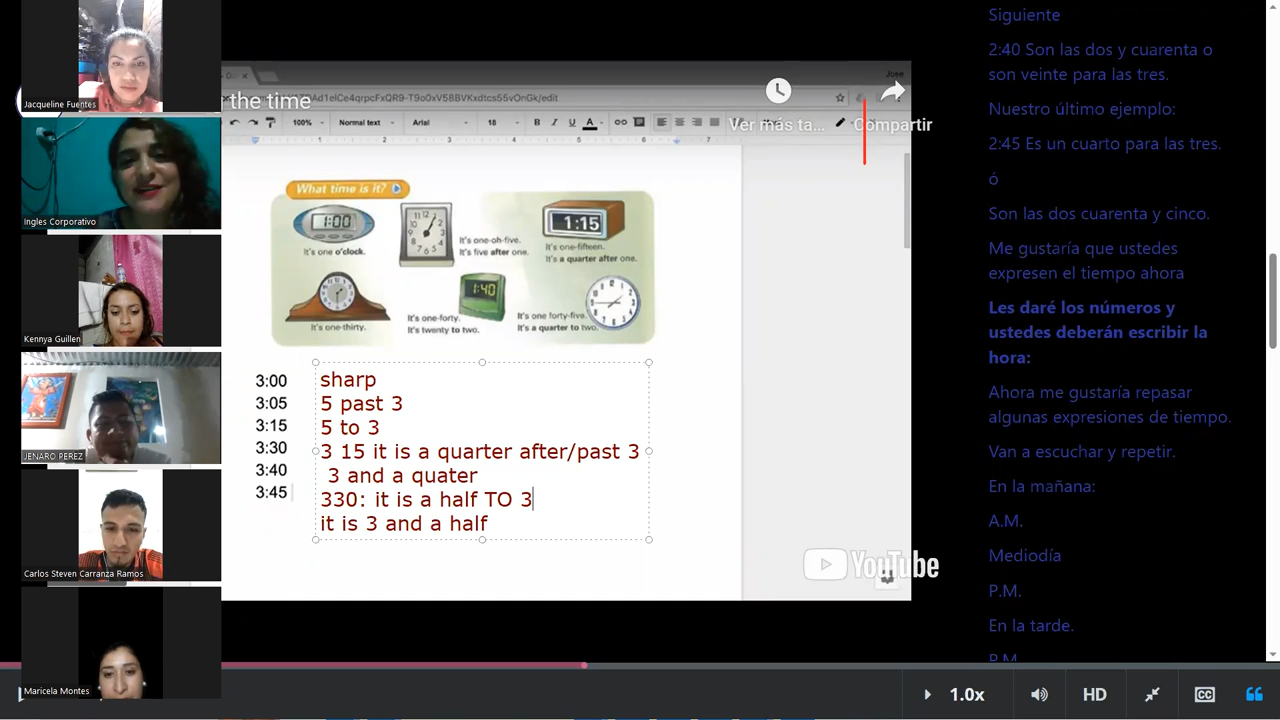 Jacqueline Fuentes
Ingles Corporativo
Kennya Guillen
JENARO PEREZ
Carlos Steven Carranza Ramos
Maricela Montes
the time
Jose
Ver más ta...
Compartir
100%
Normal text
Arial
18
B I U A
What time is it?
1:00
It's one o'clock.
It's one-oh-five.
It's five after one.
1:15
It's one-fifteen.
It's a quarter after one.
It's one-thirty.
1:40
It's one-forty.
It's twenty to two.
It's one forty-five.
It's a quarter to two.
3:00
3:05
3:15
3:30
3:40
3:45
sharp
5 past 3
5 to 3
3 15 it is a quarter after/past 3
3 and a quater
330: it is a half TO 3
it is 3 and a half
YouTube
Siguiente
2:40 Son las dos y cuarenta o
son veinte para las tres.
Nuestro último ejemplo:
2:45 Es un cuarto para las tres.
ó
Son las dos cuarenta y cinco.
Me gustaría que ustedes
expresen el tiempo ahora
Les daré los números y
ustedes deberán escribir la
hora:
Ahora me gustaría repasar
algunas expresiones de tiempo.
Van a escuchar y repetir.
En la mañana:
A.M.
Mediodía
P.M.
En la tarde.
P.M.
1.0x
HD
CC